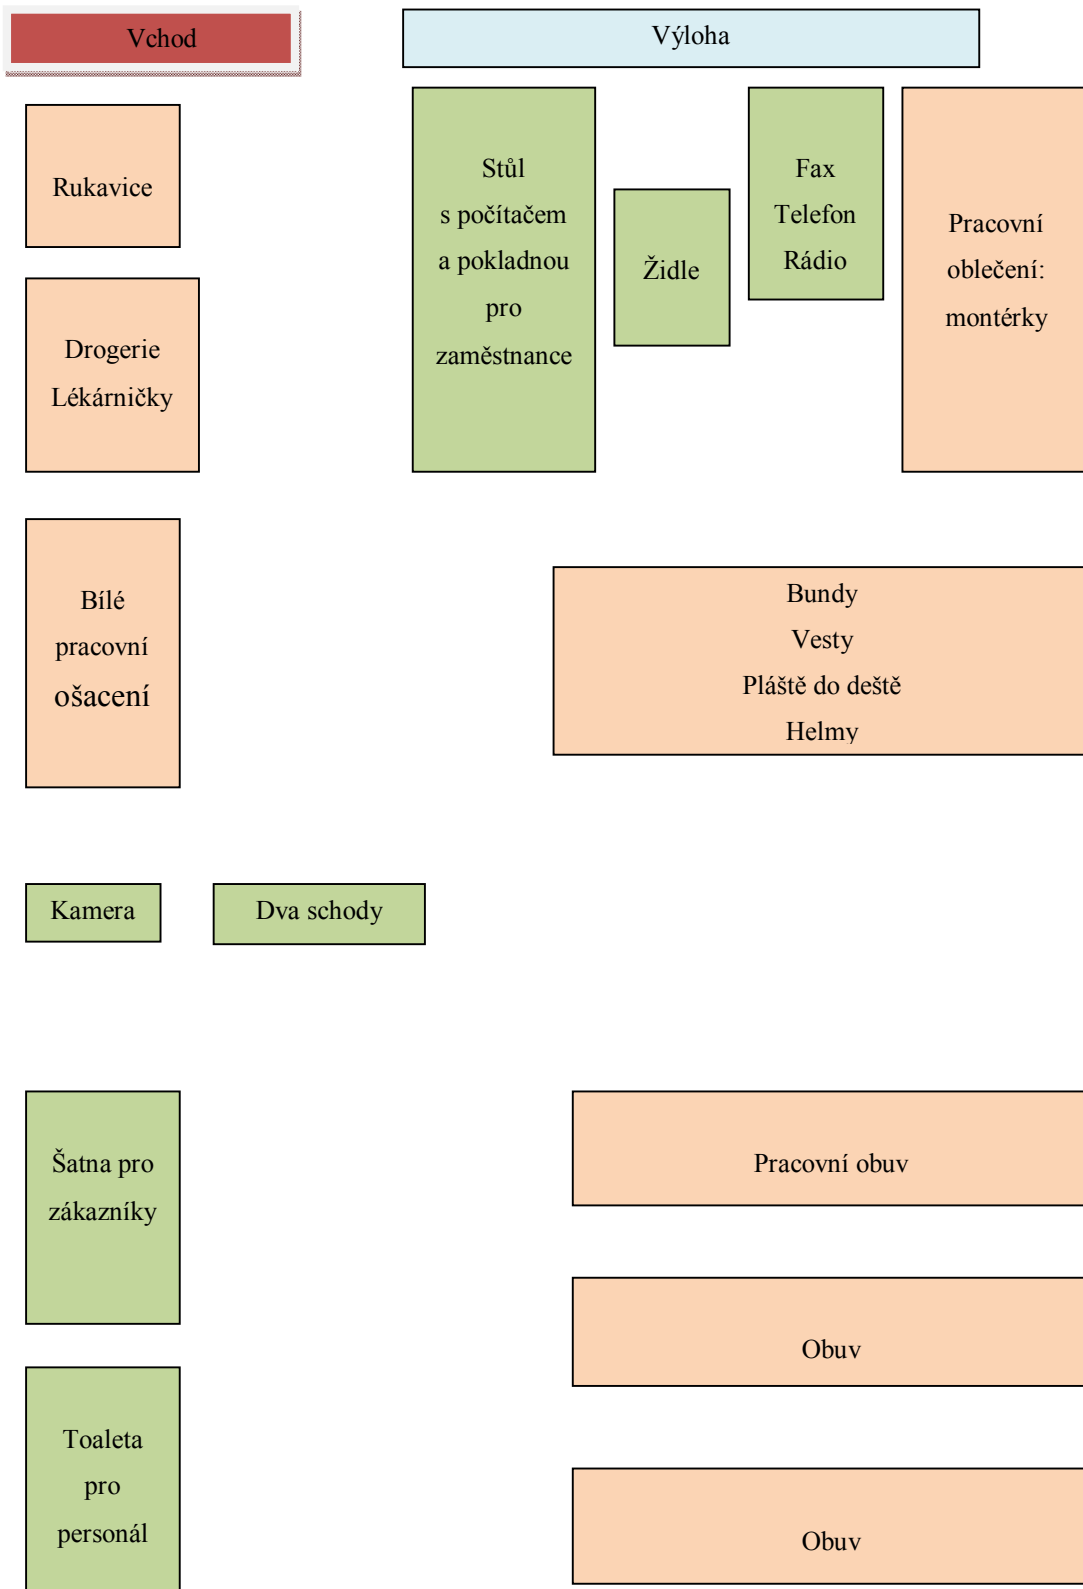 Vchod
Výloha
Rukavice
Stůl
s počítačem
a pokladnou
pro
zaměstnance
Židle
Fax
Telefon
Rádio
Pracovní
oblečení:
montérky
Drogerie
Lékárničky
Bílé
pracovní
ošacení
Bundy
Vesty
Pláště do deště
Helmy
Kamera
Dva schody
Šatna pro
zákazníky
Pracovní obuv
Obuv
Toaleta
pro
personál
Obuv